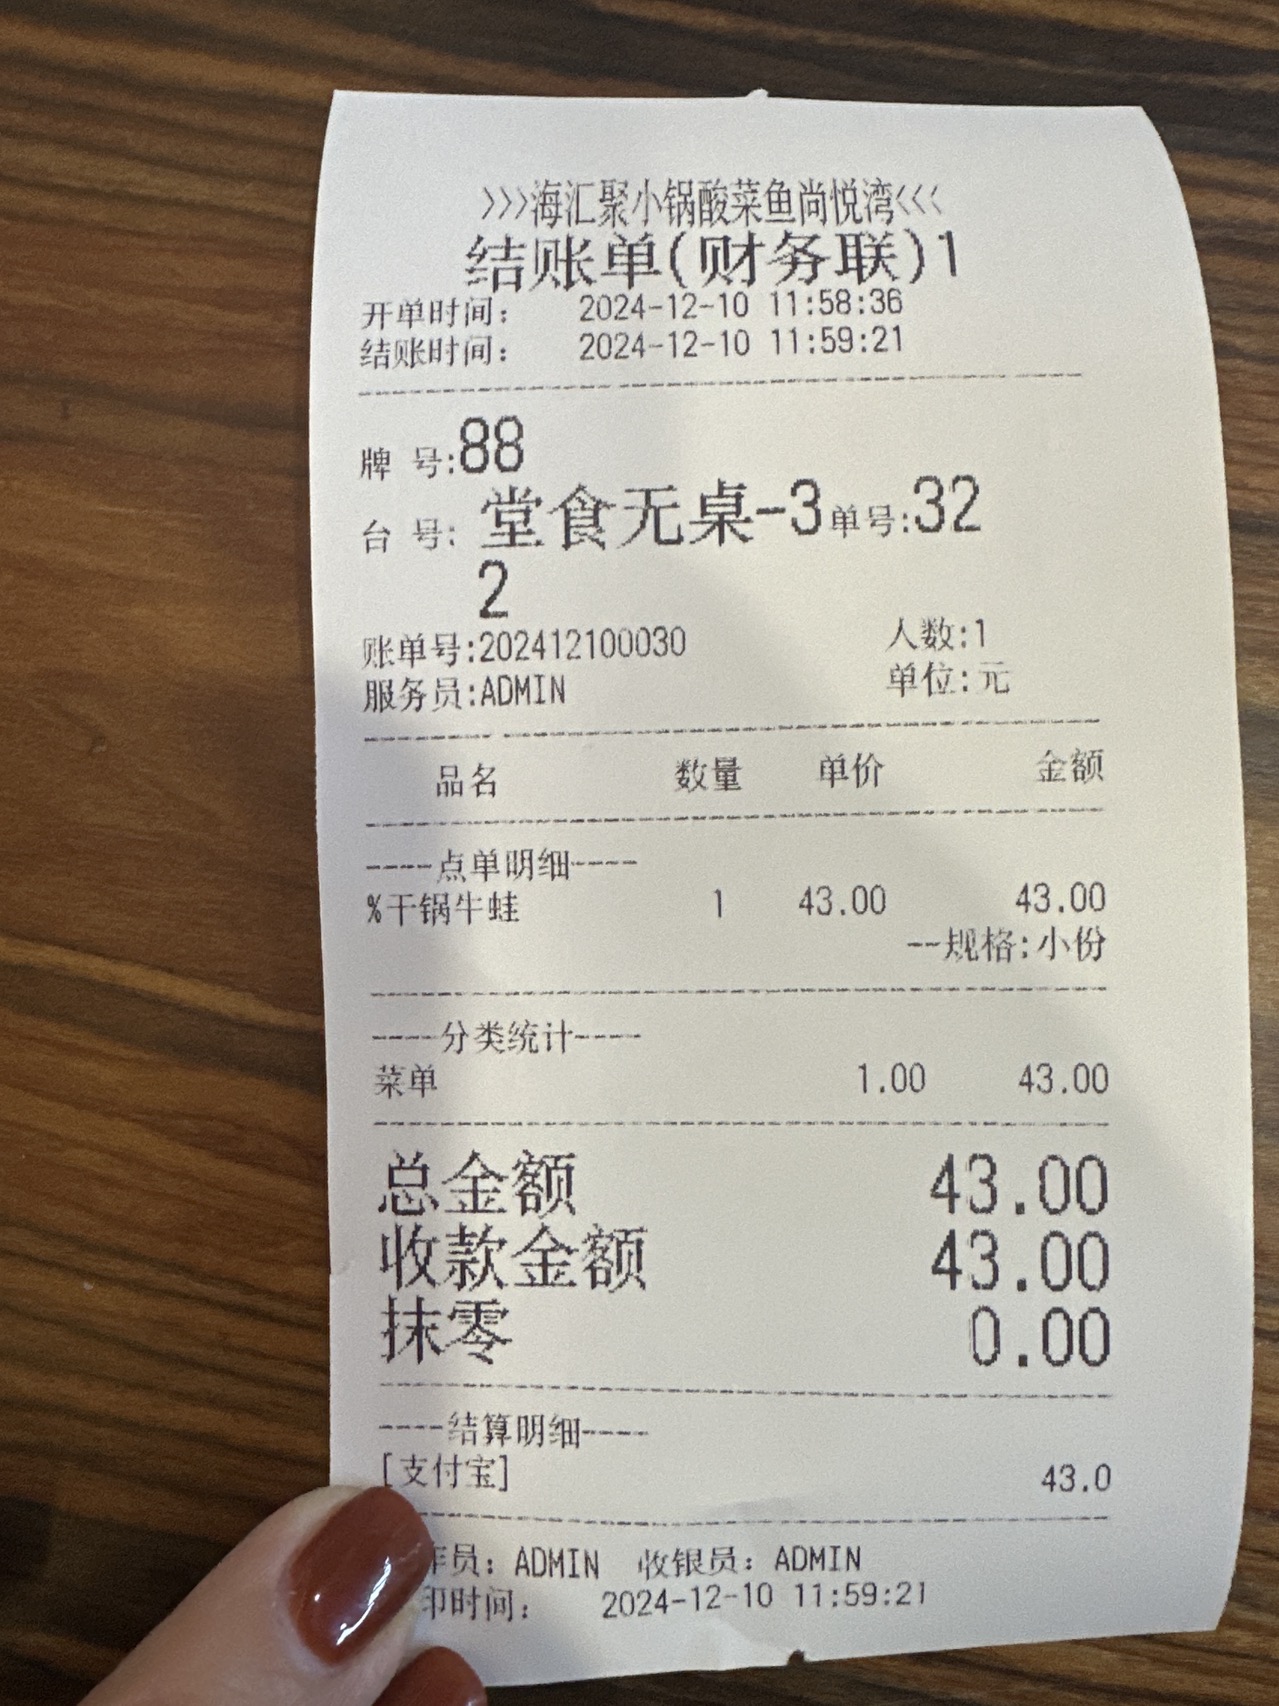 >>>海汇聚小锅酸菜鱼尚悦湾<<<
结账单(财务联)1
开单时间: 2024-12-10 11:58:36
结账时间: 2024-12-10 11:59:21
牌 号:88
台 号: 堂食无桌-3单号:32
2
账单号:202412100030 人数:1
服务员:ADMIN 单位:元
品名 数量 单价 金额
----点单明细----
%干锅牛蛙 1 43.00 43.00
--规格:小份
----分类统计----
菜单 1.00 43.00
总金额 43.00
收款金额 43.00
抹零 0.00
----结算明细----
[支付宝] 43.0
作员: ADMIN 收银员: ADMIN
印时间: 2024-12-10 11:59:21